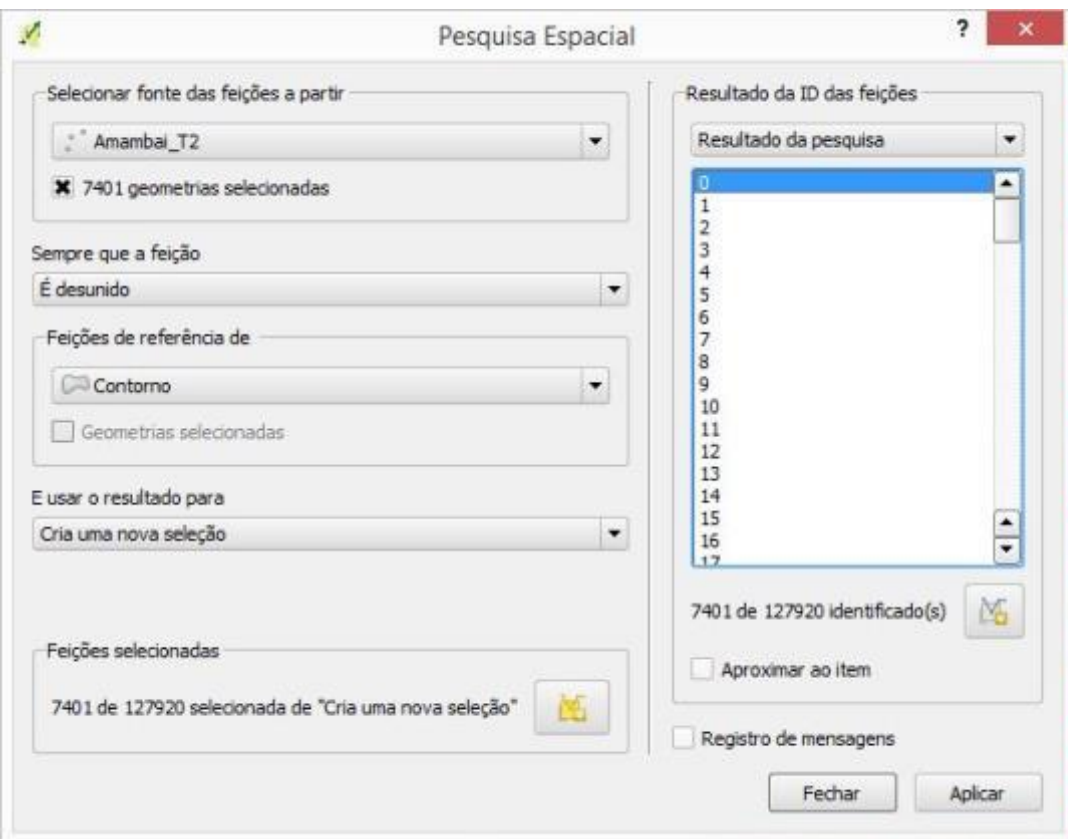 Pesquisa Espacial
?
Selecionar fonte das feições a partir
Amambai_T2
7401 geometrias selecionadas
Sempre que a feição
É desunido
Feições de referência de
Contorno
Geometrias selecionadas
E usar o resultado para
Cria uma nova seleção
Feições selecionadas
7401 de 127920 selecionada de "Cria uma nova seleção"
Resultado da ID das feições
Resultado da pesquisa
0
1
2
3
4
5
6
7
8
9
10
11
12
13
14
15
16
17
7401 de 127920 identificado(s)
Aproximar ao item
Registro de mensagens
Fechar
Aplicar